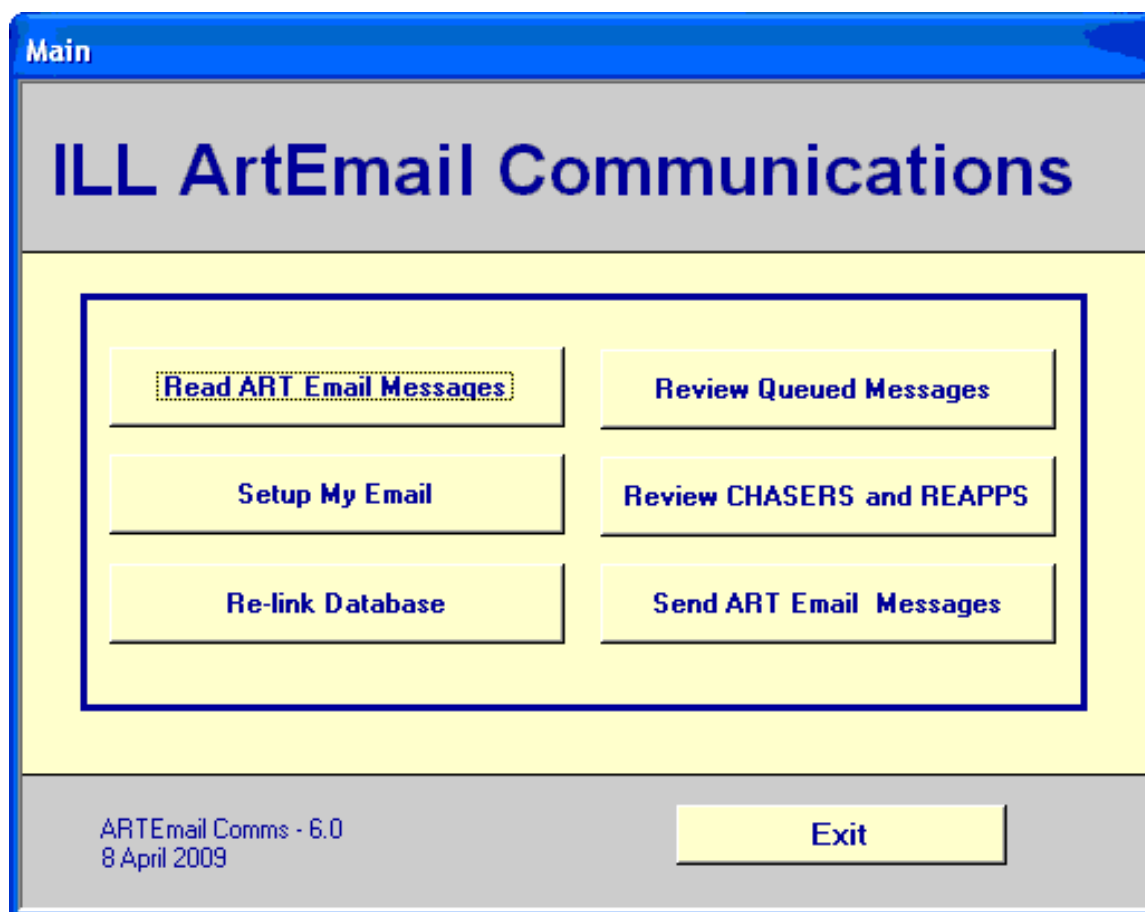 Main
ILL ArtEmail Communications
Read ART Email Messages
Review Queued Messages
Setup My Email
Review CHASERS and REAPPS
Re-link Database
Send ART Email  Messages
ARTEmail Comms - 6.0
8 April 2009
Exit